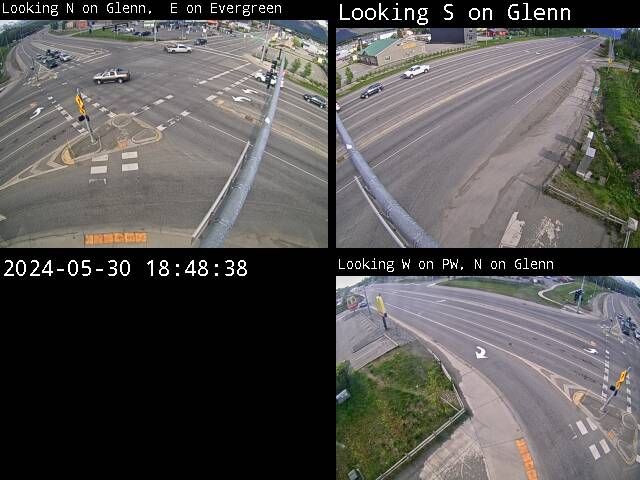 Looking N on Glenn,  E on Evergreen
Looking S on Glenn
2024-05-30 18:48:38
Looking W on PW, N on Glenn